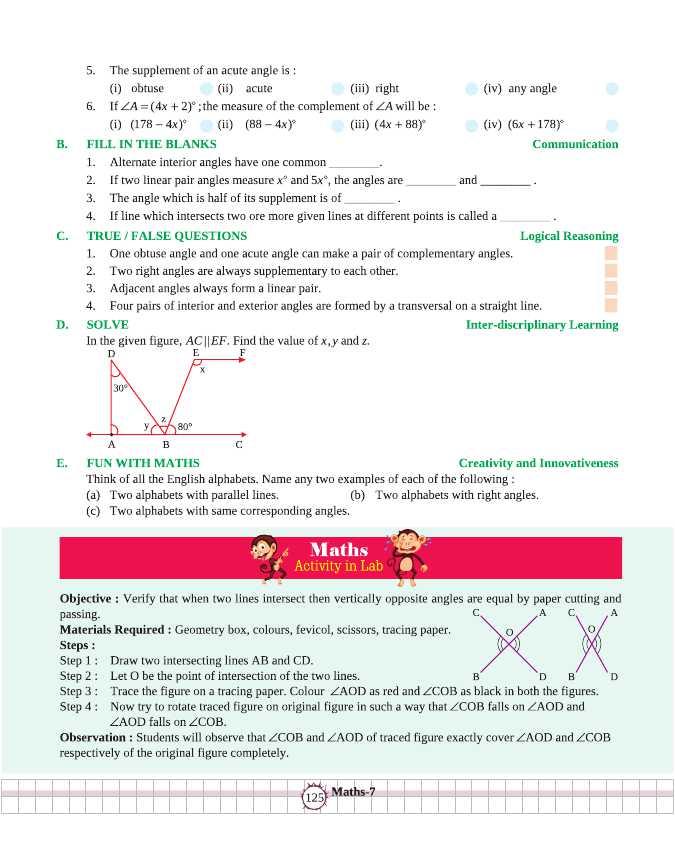 5. The supplement of an acute angle is :
(i) obtuse (ii) acute (iii) right (iv) any angle
6. If ∠A = (4x + 2)° ; the measure of the complement of ∠A will be :
(i) (178 – 4x)° (ii) (88 – 4x)° (iii) (4x + 88)° (iv) (6x + 178)°
B. FILL IN THE BLANKS Communication
1. Alternate interior angles have one common ________.
2. If two linear pair angles measure x° and 5x°, the angles are ________ and ________ .
3. The angle which is half of its supplement is of ________ .
4. If line which intersects two ore more given lines at different points is called a ________ .
C. TRUE / FALSE QUESTIONS Logical Reasoning
1. One obtuse angle and one acute angle can make a pair of complementary angles.
2. Two right angles are always supplementary to each other.
3. Adjacent angles always form a linear pair.
4. Four pairs of interior and exterior angles are formed by a transversal on a straight line.
D. SOLVE Inter-discriplinary Learning
In the given figure, AC || EF. Find the value of x, y and z.
D E F
x
30°
y z 80°
A B C
E. FUN WITH MATHS Creativity and Innovativeness
Think of all the English alphabets. Name any two examples of each of the following :
(a) Two alphabets with parallel lines. (b) Two alphabets with right angles.
(c) Two alphabets with same corresponding angles.
Maths
Activity in Lab
Objective : Verify that when two lines intersect then vertically opposite angles are equal by paper cutting and
passing.
C A C A
Materials Required : Geometry box, colours, fevicol, scissors, tracing paper.
O O
Steps :
Step 1 : Draw two intersecting lines AB and CD.
Step 2 : Let O be the point of intersection of the two lines.
B D B D
Step 3 : Trace the figure on a tracing paper. Colour ∠AOD as red and ∠COB as black in both the figures.
Step 4 : Now try to rotate traced figure on original figure in such a way that ∠COB falls on ∠AOD and
∠AOD falls on ∠COB.
Observation : Students will observe that ∠COB and ∠AOD of traced figure exactly cover ∠AOD and ∠COB
respectively of the original figure completely.
125 Maths-7